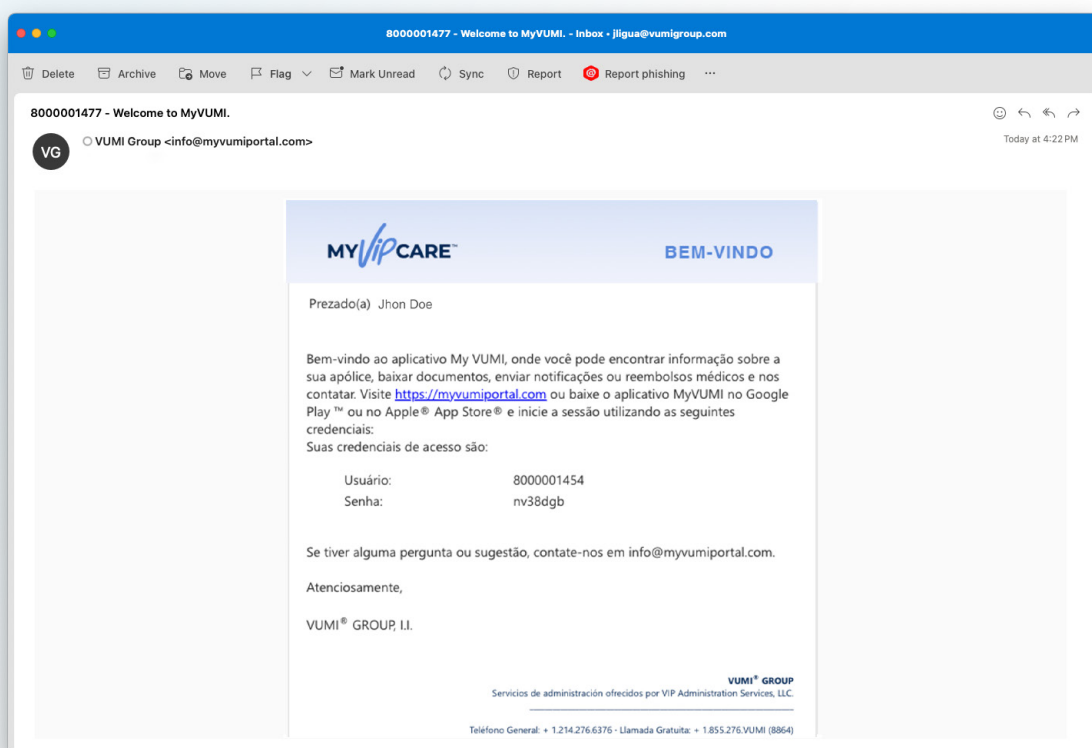 8000001477 - Welcome to MyVUMI. - Inbox • jligua@vumigroup.com
Delete Archive Move Flag Mark Unread Sync Report Report phishing ...
8000001477 - Welcome to MyVUMI.
VG
VUMI Group <info@myvumiportal.com>
Today at 4:22 PM
MY ViP CARE™
BEM-VINDO
Prezado(a) Jhon Doe
Bem-vindo ao aplicativo My VUMI, onde você pode encontrar informação sobre a
sua apólice, baixar documentos, enviar notificações ou reembolsos médicos e nos
contatar. Visite https://myvumiportal.com ou baixe o aplicativo MyVUMI no Google
Play ™ ou no Apple® App Store® e inicie a sessão utilizando as seguintes
credenciais:
Suas credenciais de acesso são:
Usuário: 8000001454
Senha: nv38dgb
Se tiver alguma pergunta ou sugestão, contate-nos em info@myvumiportal.com.
Atenciosamente,
VUMI® GROUP, I.I.
VUMI® GROUP
Servicios de administración ofrecidos por VIP Administration Services, LLC.
Teléfono General: + 1.214.276.6376 - Llamada Gratuita: + 1.855.276.VUMI (8864)